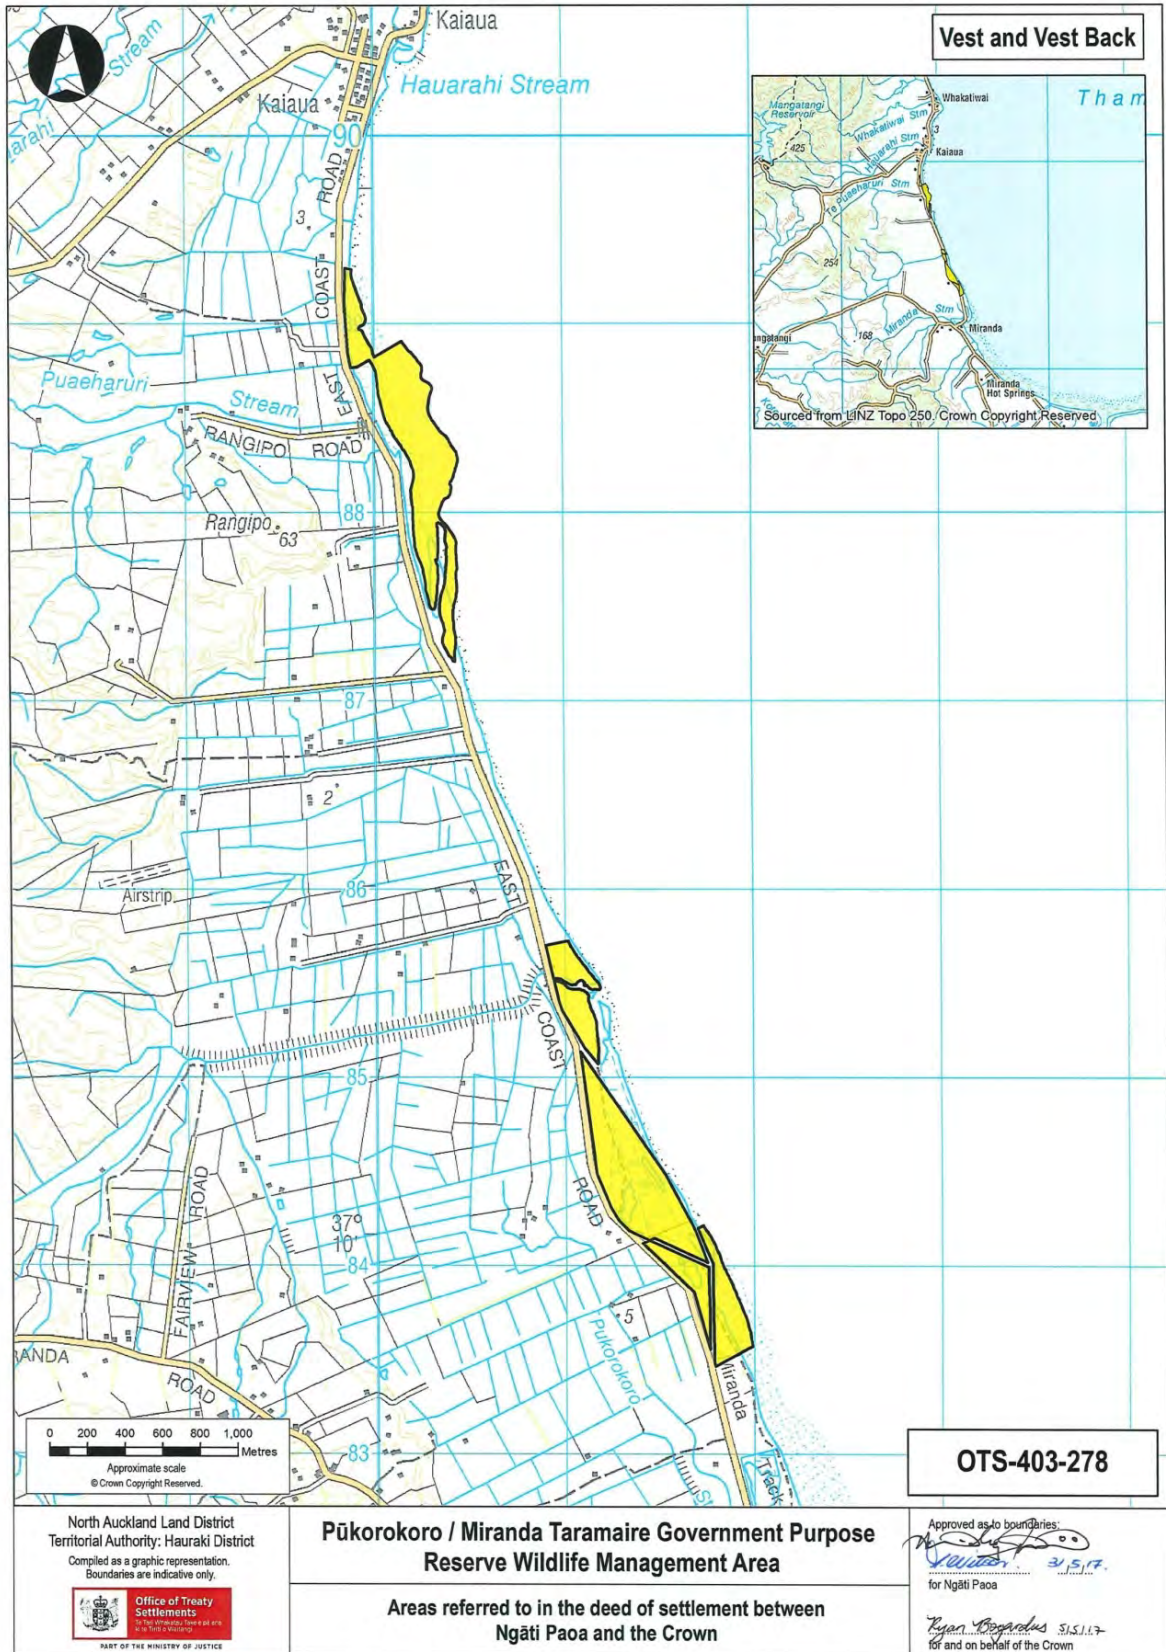 Vest and Vest Back
Kaiaua
Hauarahi Stream
Kaiaua
Stream
arahi
90
ROAD
3
COAST
EAST
Puaeharuri
Stream
RANGIPO ROAD
Rangipo
63
88
87
2
EAST
Airstrip
86
COAST
85
ROAD
FAIRVIEW ROAD
37°
10'
84
5
Pukorokoro
RANDA
ROAD
Miranda
83
Track
St
Tham
Whakatiwai
Mangatangi
Reservoir
Whakatiwai Stm
3
425
Hauarahi Stm
Kaiaua
Te Puaeharuri Stm
254
Miranda Stm
168
Miranda
ngatangi
Miranda
Hot Springs
Sourced from LINZ Topo 250. Crown Copyright Reserved
0 200 400 600 800 1,000
Metres
Approximate scale
© Crown Copyright Reserved.
OTS-403-278
North Auckland Land District
Territorial Authority: Hauraki District
Compiled as a graphic representation.
Boundaries are indicative only.
Office of Treaty
Settlements
PART OF THE MINISTRY OF JUSTICE
Pūkorokoro / Miranda Taramaire Government Purpose
Reserve Wildlife Management Area
Areas referred to in the deed of settlement between
Ngāti Paoa and the Crown
Approved as to boundaries:
31,5,17.
for Ngāti Paoa
Ryan Bogardus 5/5/17
for and on behalf of the Crown